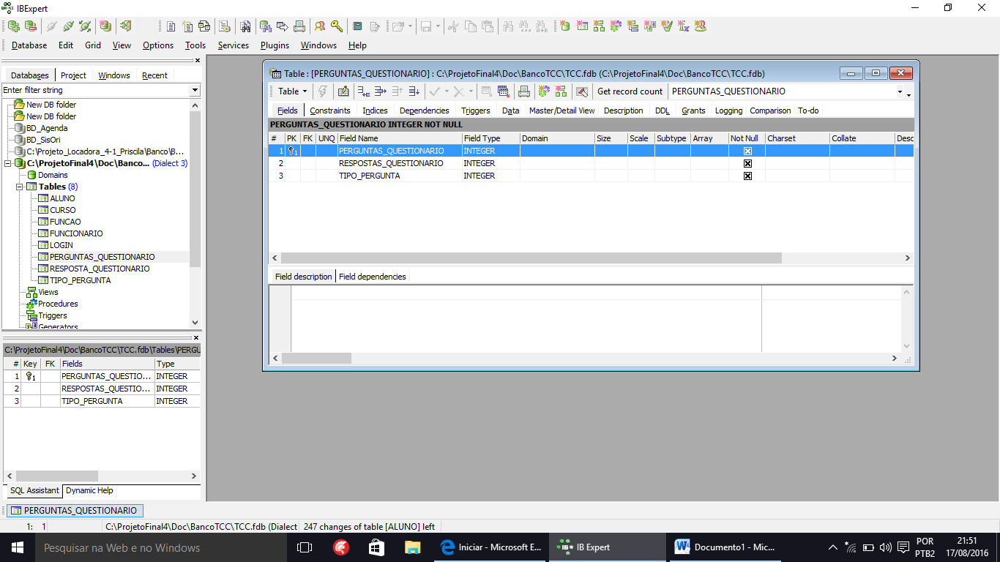 IBExpert
Database Edit Grid View Options Tools Services Plugins Windows Help
Databases Project Windows Recent
Enter filter string
New DB folder
New DB folder
BD_Agenda
BD_SisOri
C:\Projeto_Locadora_4-1_Priscila\Banco\B...
C:\ProjetoFinal4\Doc\Banco... (Dialect 3)
Domains
Tables (8)
ALUNO
CURSO
FUNCAO
FUNCIONARIO
LOGIN
PERGUNTAS_QUESTIONARIO
RESPOSTA_QUESTIONARIO
TIPO_PERGUNTA
Views
Procedures
Triggers
Generators
C:\ProjetoFinal4\Doc\BancoTCC\TCC.fdb\Tables\PERGU
# Key FK Fields Type
1 1 PERGUNTAS_QUESTIO... INTEGER
2 RESPOSTAS_QUESTIO... INTEGER
3 TIPO_PERGUNTA INTEGER
SQL Assistant Dynamic Help
Table : [PERGUNTAS_QUESTIONARIO] : C:\ProjetoFinal4\Doc\BancoTCC\TCC.fdb (C:\ProjetoFinal4\Doc\BancoTCC\TCC.fdb)
Table Get record count PERGUNTAS_QUESTIONARIO
Fields Constraints Indices Dependencies Triggers Data Master/Detail View Description DDL Grants Logging Comparison To-do
PERGUNTAS_QUESTIONARIO INTEGER NOT NULL
# PK FK UNQ Field Name Field Type Domain Size Scale Subtype Array Not Null Charset Collate Desc
1 1 PERGUNTAS_QUESTIONARIO INTEGER
2 RESPOSTAS_QUESTIONARIO INTEGER
3 TIPO_PERGUNTA INTEGER
Field description Field dependencies
PERGUNTAS_QUESTIONARIO
1: 1 C:\ProjetoFinal4\Doc\BancoTCC\TCC.fdb (Dialect 247 changes of table [ALUNO] left
Pesquisar na Web e no Windows
Iniciar - Microsoft E...
IB Expert
Documento1 - Mic...
POR
PTB2
21:51
17/08/2016